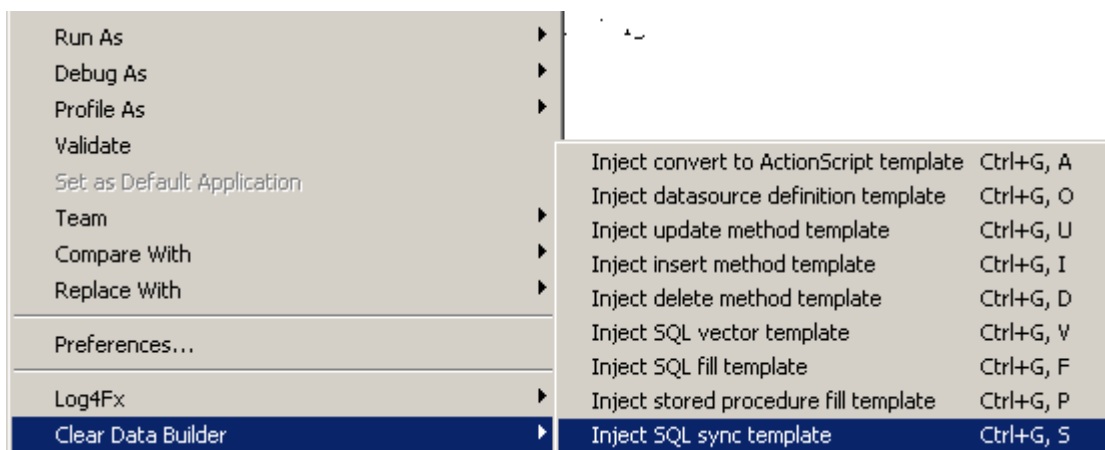 Run As
Debug As
Profile As
Validate
Set as Default Application
Team
Compare With
Replace With
Preferences...
Log4Fx
Clear Data Builder
Inject convert to ActionScript template Ctrl+G, A
Inject datasource definition template Ctrl+G, O
Inject update method template Ctrl+G, U
Inject insert method template Ctrl+G, I
Inject delete method template Ctrl+G, D
Inject SQL vector template Ctrl+G, V
Inject SQL fill template Ctrl+G, F
Inject stored procedure fill template Ctrl+G, P
Inject SQL sync template Ctrl+G, S